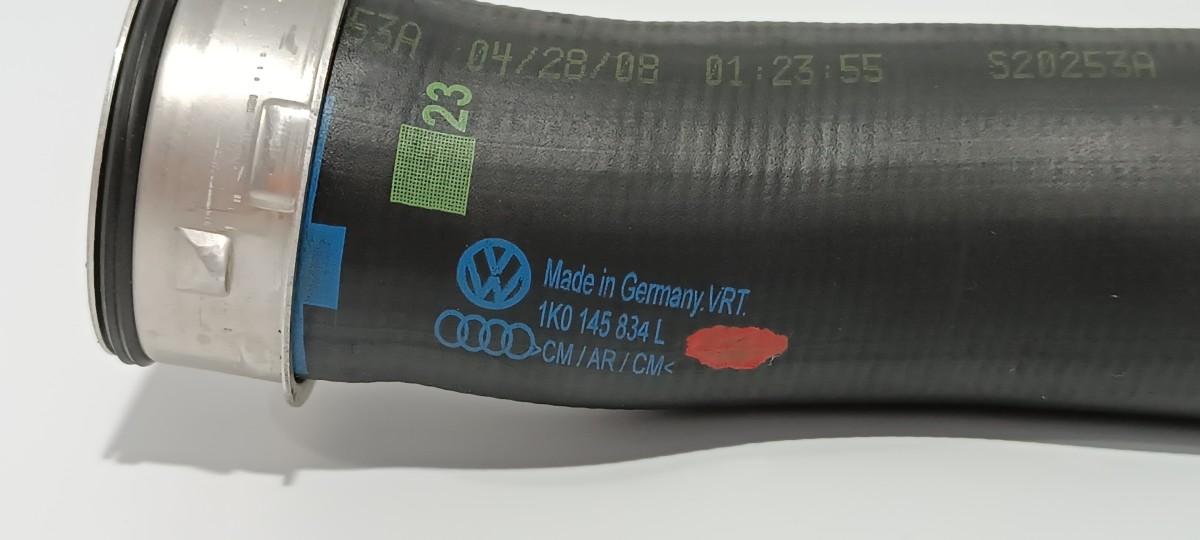 53A 04/28/08 01:23:55 S20253A
23
Made in Germany.VRT.
1K0 145 834 L
>CM / AR / CM<